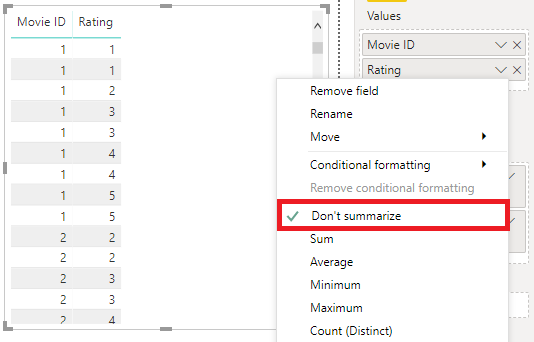 Movie ID Rating
1 1
1 1
1 2
1 3
1 3
1 4
1 4
1 5
1 5
2 2
2 2
2 3
2 3
2 4
Values
Movie ID
Rating
Remove field
Rename
Move
Conditional formatting
Remove conditional formatting
Don't summarize
Sum
Average
Minimum
Maximum
Count (Distinct)